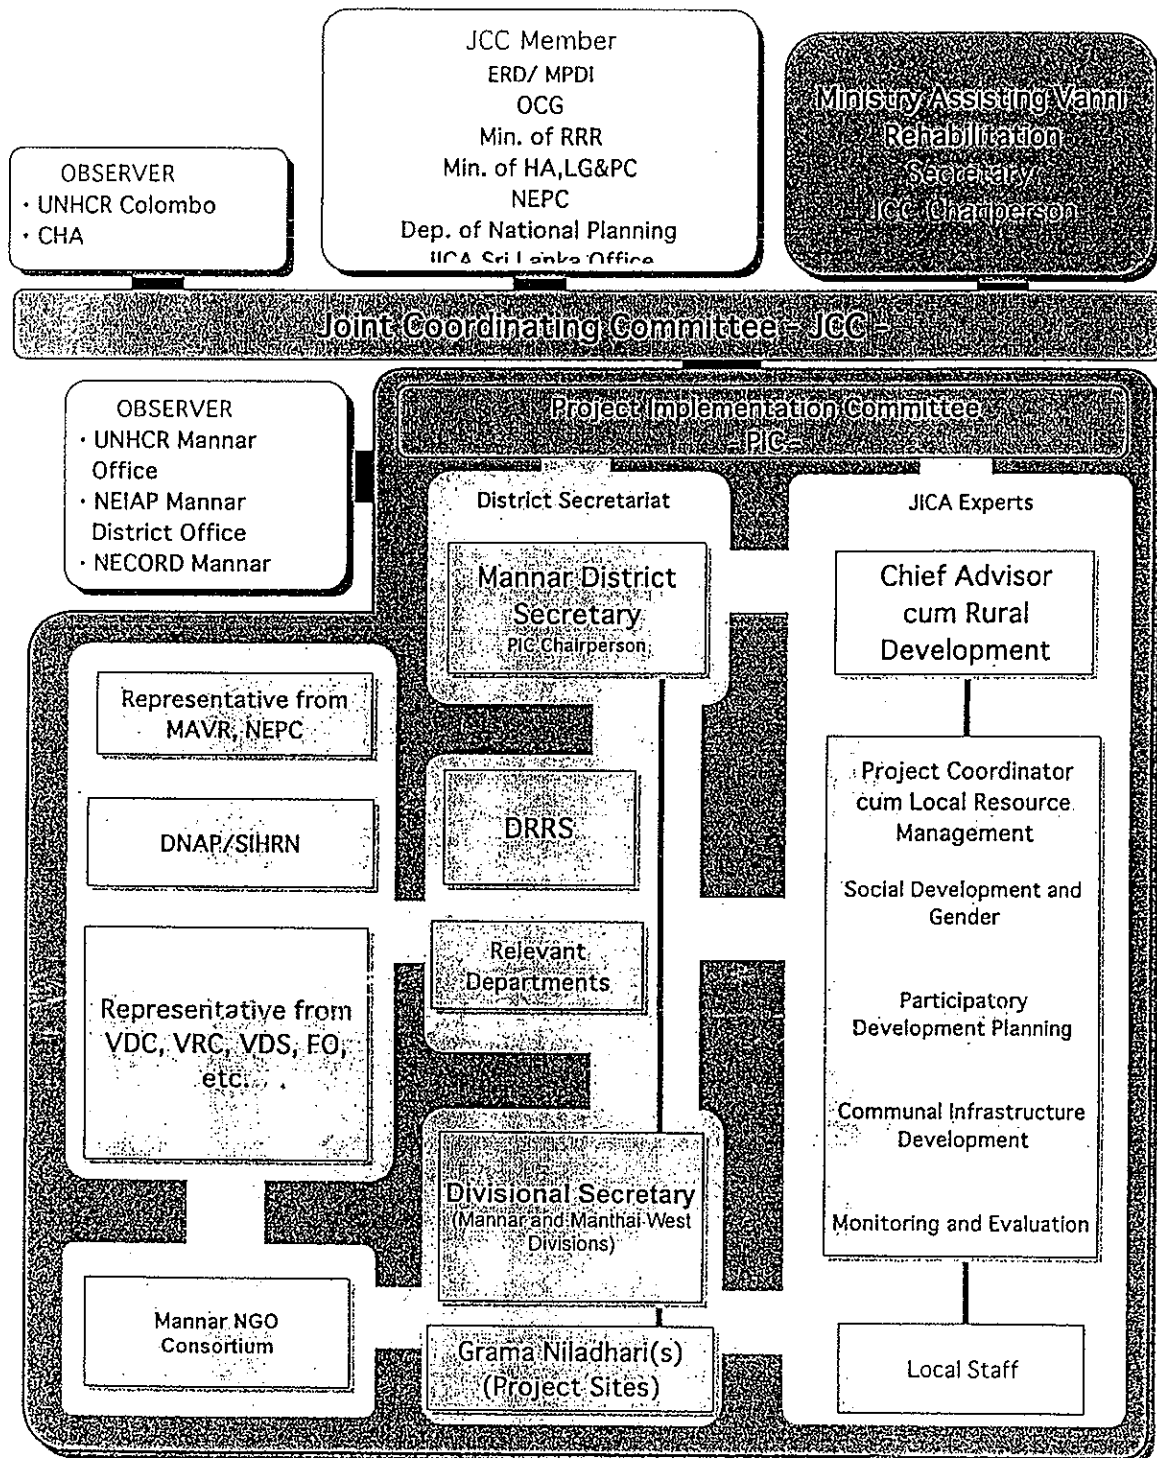 JCC Member
ERD/ MPDI
OCG
Min. of RRR
Min. of HA,LG&PC
NEPC
Dep. of National Planning
JICA Sri Lanka Office
Ministry Assisting Vanni
Rehabilitation
Secretary
JCC Chariperson
OBSERVER
・UNHCR Colombo
・CHA
Joint Coordinating Committee - JCC -
OBSERVER
・UNHCR Mannar
Office
・NEIAP Mannar
District Office
・NECORD Mannar
Project Implementation Committee
- PIC -
District Secretariat
Mannar District
Secretary
PIC Chairperson
JICA Experts
Chief Advisor
cum Rural
Development
Representative from
MAVR, NEPC
DNAP/SIHRN
Representative from
VDC, VRC, VDS, FO,
etc...
DRRS
Relevant
Departments
Project Coordinator
cum Local Resource
Management
Social Development and
Gender
Participatory
Development Planning
Communal Infrastructure
Development
Monitoring and Evaluation
Divisional Secretary
(Mannar and Manthai West
Divisions)
Mannar NGO
Consortium
Grama Niladhari(s)
(Project Sites)
Local Staff